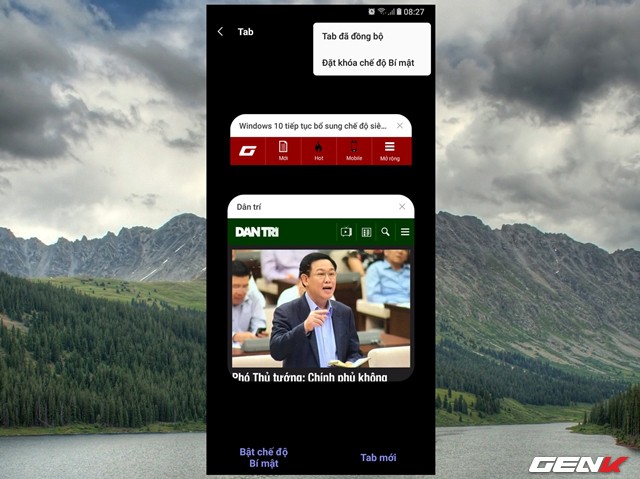 08:27
Tab
Tab đã đồng bộ
Đặt khóa chế độ Bí mật
Windows 10 tiếp tục bổ sung chế độ siê...
G
Mới
Hot
Mobile
Mở rộng
Dân trí
DANTRI
Phó Thủ tướng: Chính phủ không
Bật chế độ
Bí mật
Tab mới
GENK